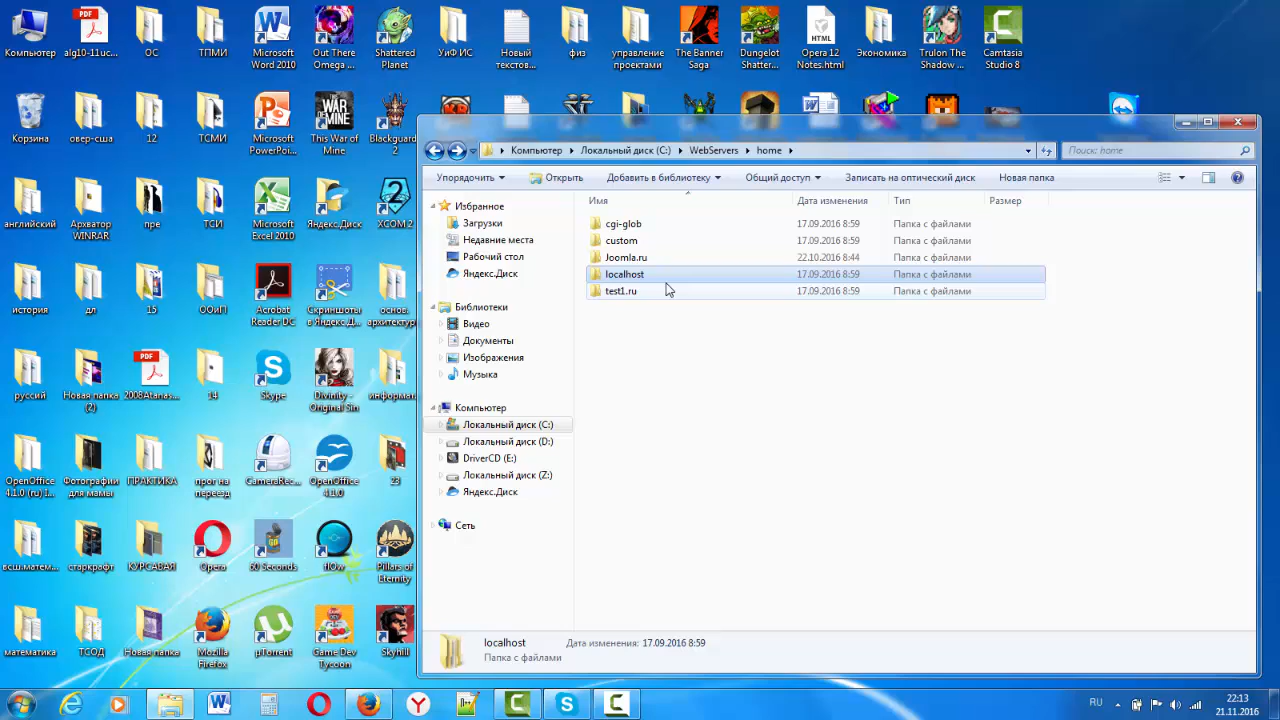 Компьютер
alg10-11uc...
ОС
ТПМИ
Microsoft
Word 2010
Out There
Omega ...
Shattered
Planet
УиФ ИС
Новый
текстов...
физ
управление
проектами
The Banner
Saga
Dungelot
Shatter...
Opera 12
Notes.html
Экономика
Trulon The
Shadow ...
Camtasia
Studio 8
Корзина
овер-сша
12
ТСМИ
Microsoft
PowerPoi...
This War of
Mine
Blackguard
2
английский
Архватор
WINRAR
пре
ТСИ
Microsoft
Excel 2010
Яндекс.Диск
XCOM 2
история
дл
15
ООИП
Acrobat
Reader DC
Скриншоты
в Яндекс.Д...
основ.
архитектур
руссий
Новая папка
(2)
2008Atanas...
14
Skype
Divinity -
Original Sin
информат.
OpenOffice
4.1.0 (ru) I...
Фотографии
для мамы
ПРАКТИКА
прог на
переезд
GameraRec...
OpenOffice
4.1.0
23
всш.матем...
старкрафт
КУРСАВАЯ
Opera
60 Seconds
flOw
Pillars of
Eternity
математика
ТСОД
Новая папка
Mozilla
Firefox
µTorrent
Game Dev
Tycoon
Skyhill
Компьютер
Локальный диск (C:)
WebServers
home
Поиск: home
Упорядочить
Открыть
Добавить в библиотеку
Общий доступ
Записать на оптический диск
Новая папка
Имя
Дата изменения
Тип
Размер
cgi-glob 17.09.2016 8:59 Папка с файлами
custom 17.09.2016 8:59 Папка с файлами
Joomla.ru 22.10.2016 8:44 Папка с файлами
localhost 17.09.2016 8:59 Папка с файлами
test1.ru 17.09.2016 8:59 Папка с файлами
Избранное
Загрузки
Недавние места
Рабочий стол
Яндекс.Диск
Библиотеки
Видео
Документы
Изображения
Музыка
Компьютер
Локальный диск (C:)
Локальный диск (D:)
DriverCD (E:)
Локальный диск (Z:)
Яндекс.Диск
Сеть
localhost Дата изменения: 17.09.2016 8:59
Папка с файлами
RU
22:13
21.11.2016